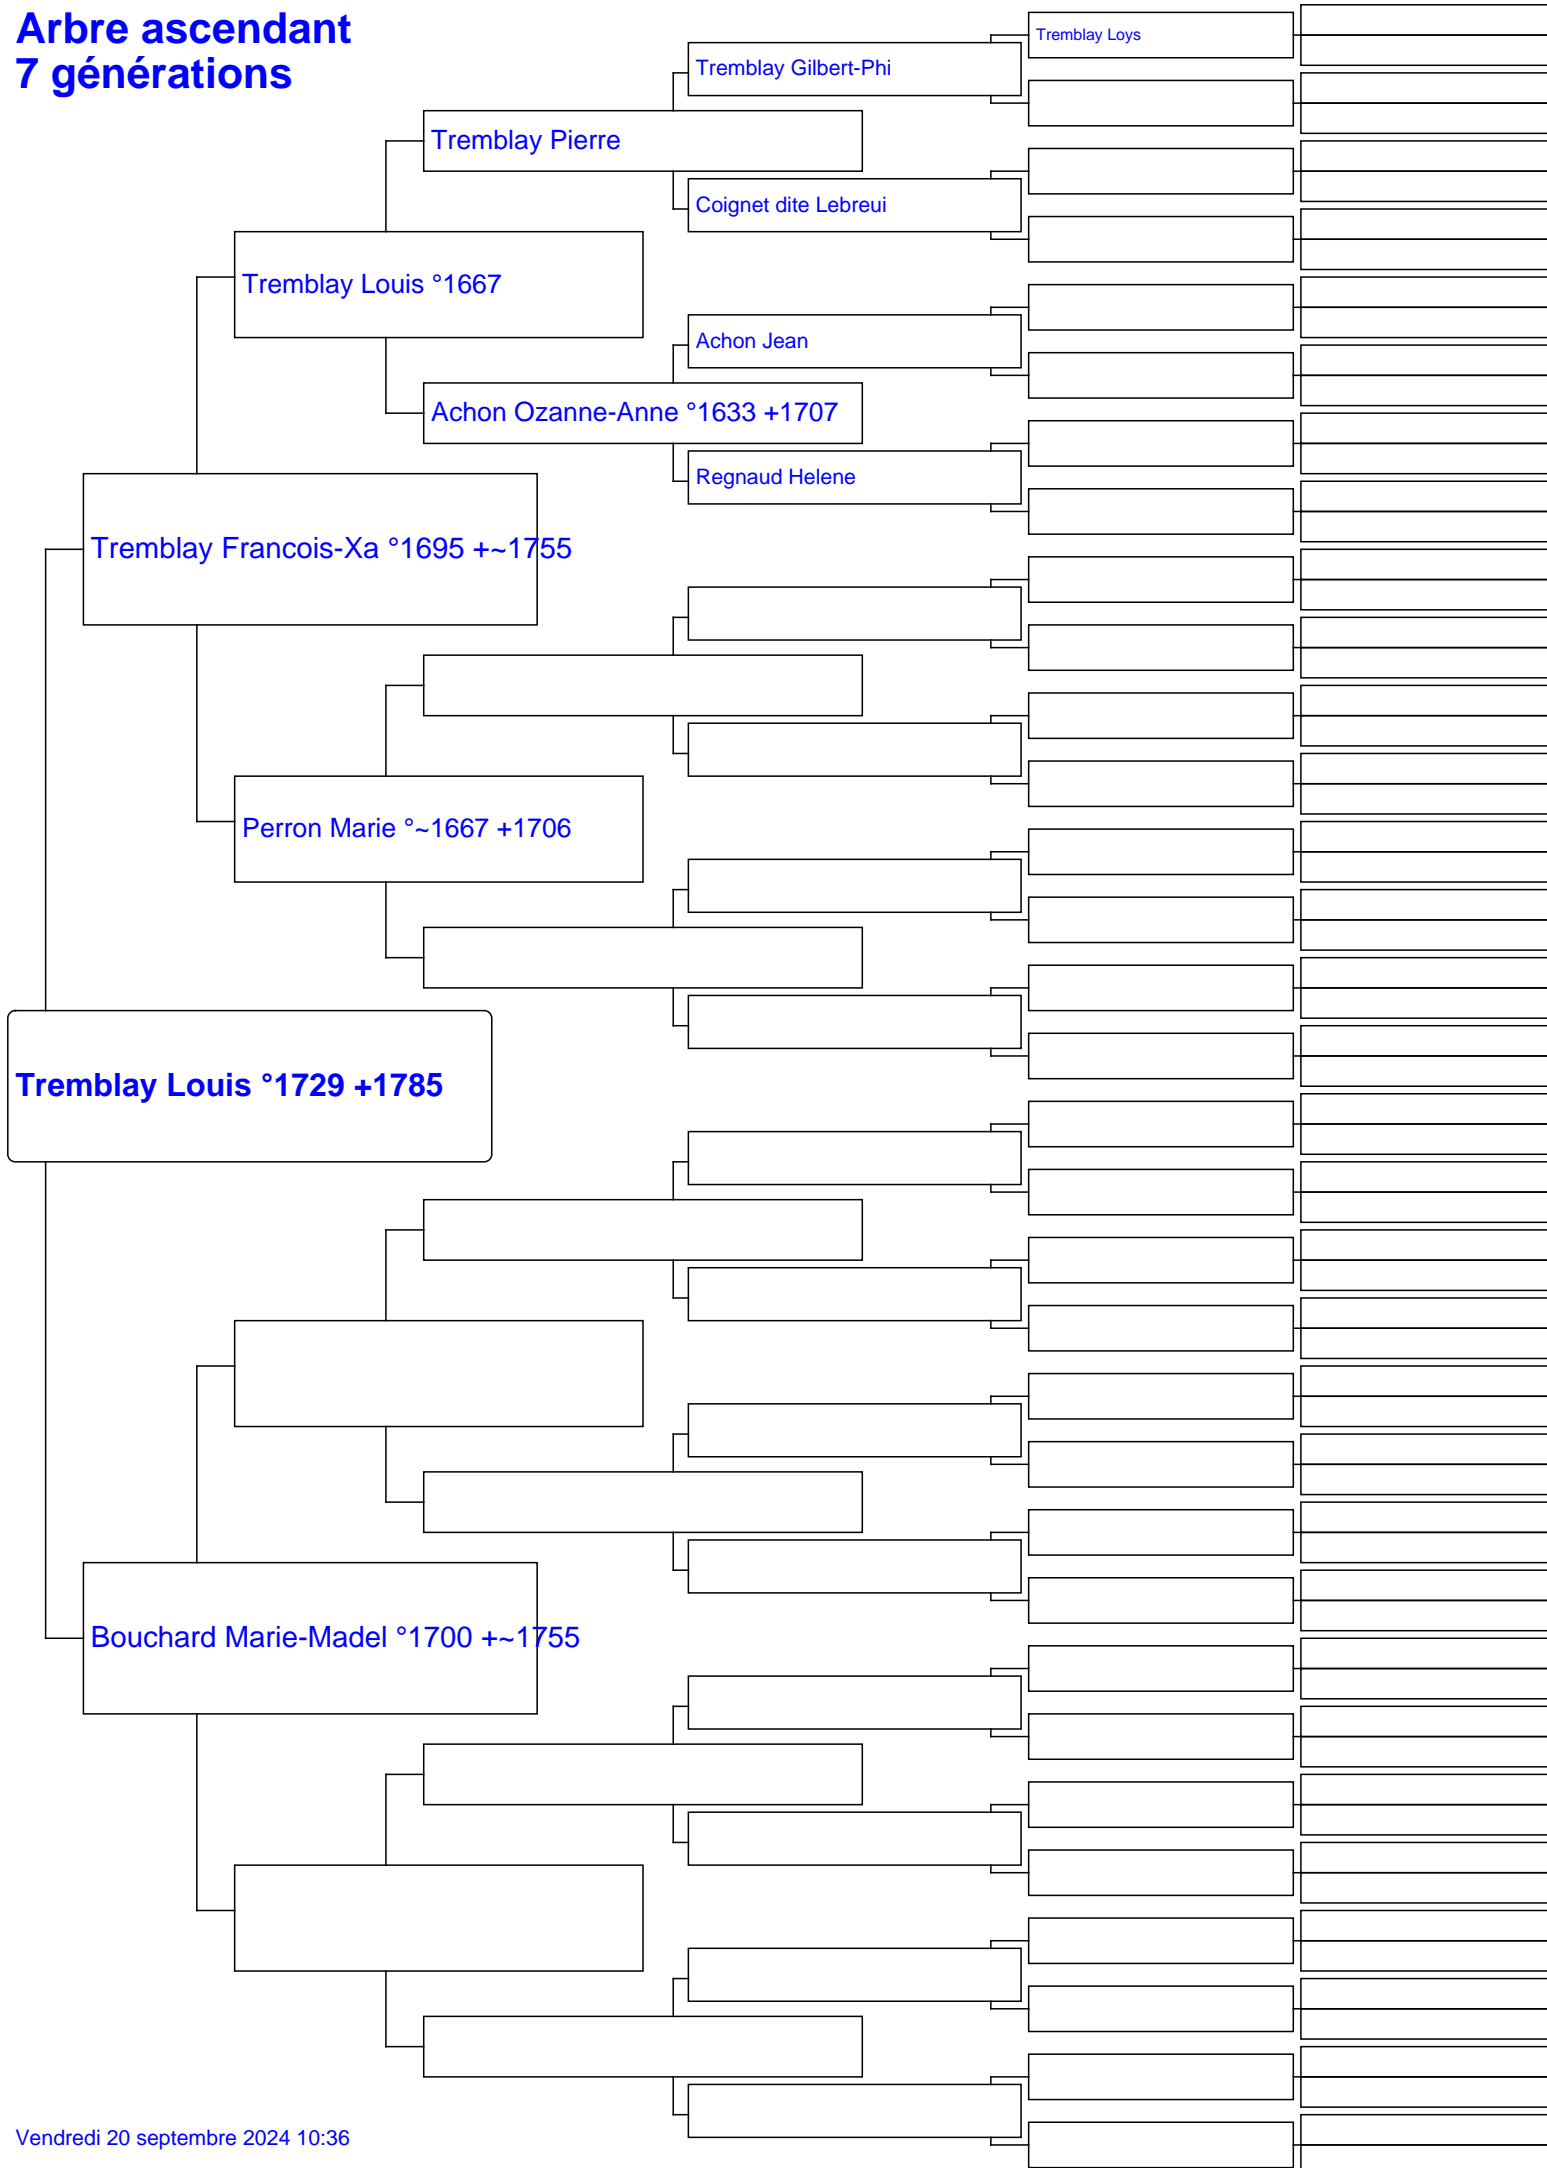 Arbre ascendant
7 générations
Tremblay Loys
Tremblay Gilbert-Phi
Tremblay Pierre
Coignet dite Lebreui
Tremblay Louis °1667
Achon Jean
Achon Ozanne-Anne °1633 +1707
Regnaud Helene
Tremblay Francois-Xa °1695 +~1755
Perron Marie °~1667 +1706
Tremblay Louis °1729 +1785
Bouchard Marie-Madel °1700 +~1755
Vendredi 20 septembre 2024 10:36